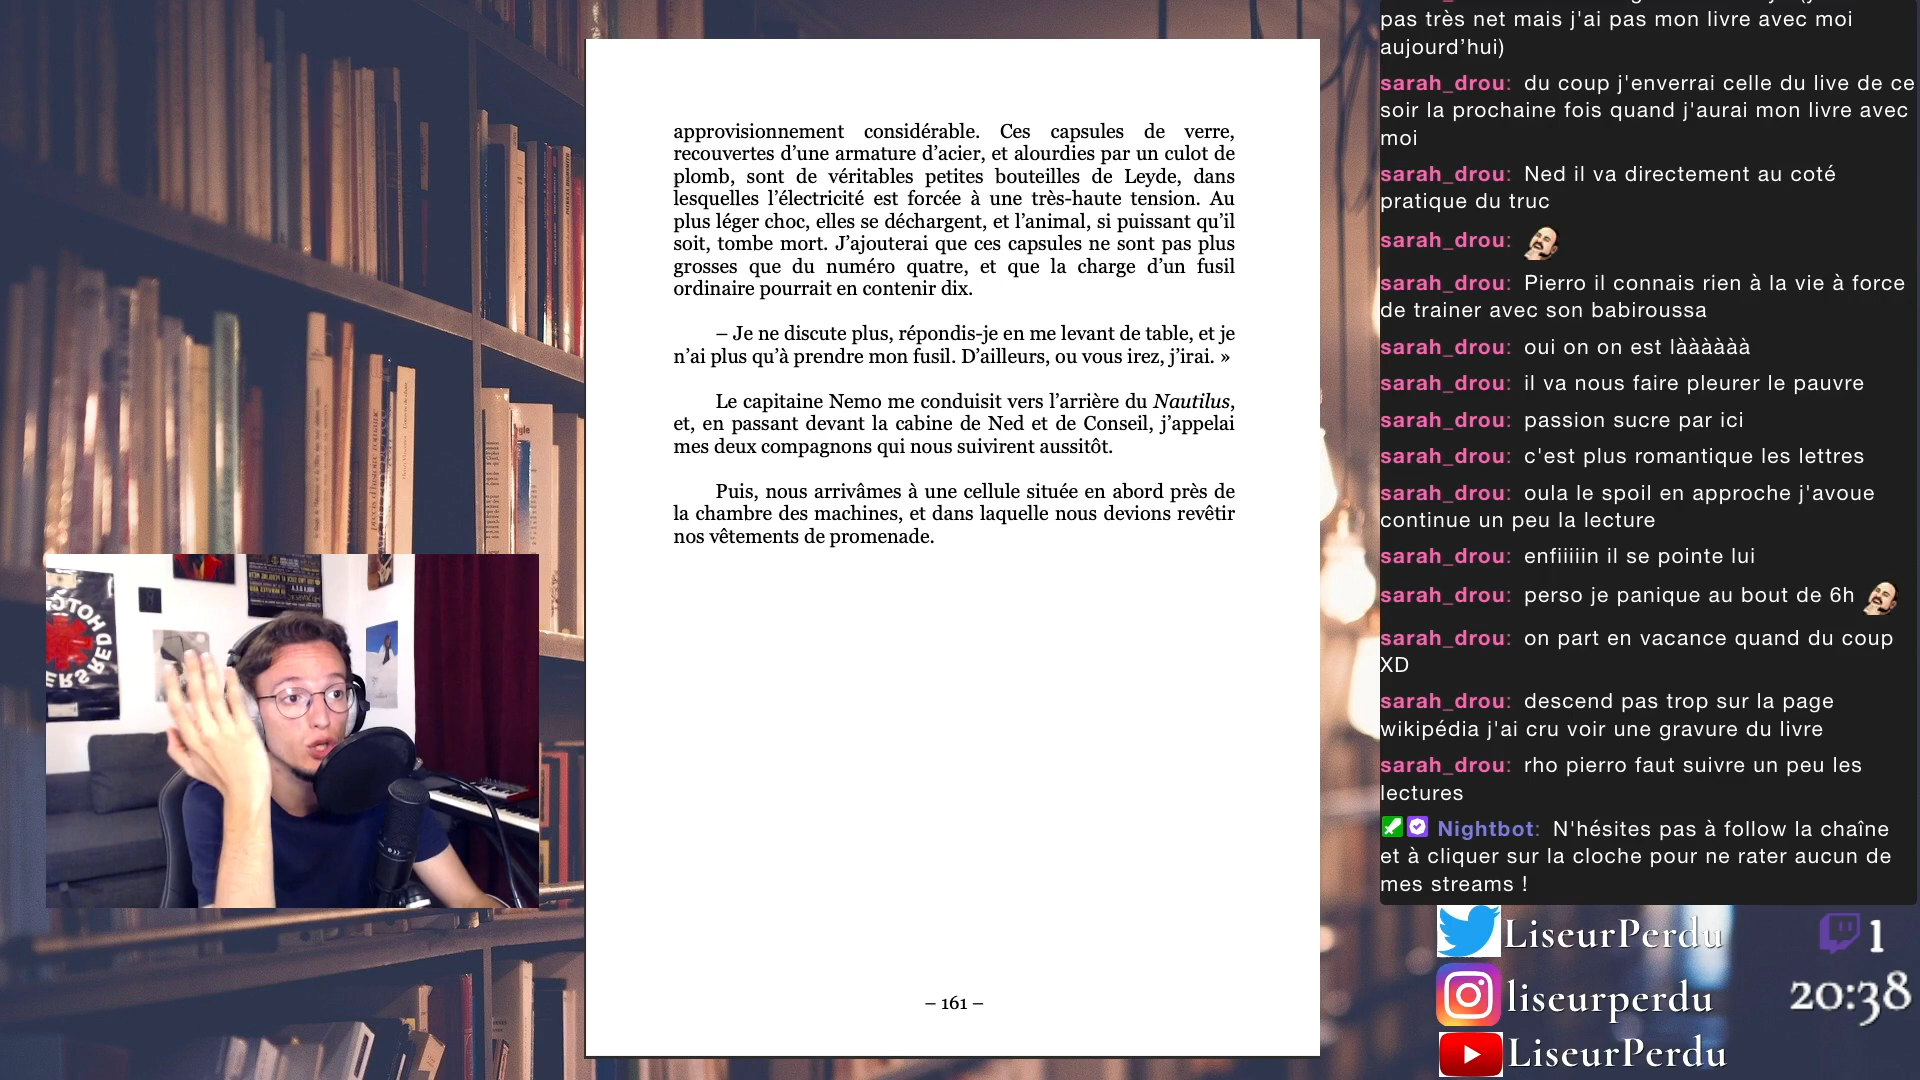 approvisionnement considérable. Ces capsules de verre,
recouvertes d’une armature d’acier, et alourdies par un culot de
plomb, sont de véritables petites bouteilles de Leyde, dans
lesquelles l’électricité est forcée à une très-haute tension. Au
plus léger choc, elles se déchargent, et l’animal, si puissant qu’il
soit, tombe mort. J’ajouterai que ces capsules ne sont pas plus
grosses que du numéro quatre, et que la charge d’un fusil
ordinaire pourrait en contenir dix.
– Je ne discute plus, répondis-je en me levant de table, et je
n’ai plus qu’à prendre mon fusil. D’ailleurs, ou vous irez, j’irai. »
Le capitaine Nemo me conduisit vers l’arrière du Nautilus,
et, en passant devant la cabine de Ned et de Conseil, j’appelai
mes deux compagnons qui nous suivirent aussitôt.
Puis, nous arrivâmes à une cellule située en abord près de
la chambre des machines, et dans laquelle nous devions revêtir
nos vêtements de promenade.
– 161 –
pas très net mais j'ai pas mon livre avec moi
aujourd’hui)
sarah_drou: du coup j'enverrai celle du live de ce
soir la prochaine fois quand j'aurai mon livre avec
moi
sarah_drou: Ned il va directement au coté
pratique du truc
sarah_drou:
sarah_drou: Pierro il connais rien à la vie à force
de trainer avec son babiroussa
sarah_drou: oui on on est lààààààà
sarah_drou: il va nous faire pleurer le pauvre
sarah_drou: passion sucre par ici
sarah_drou: c'est plus romantique les lettres
sarah_drou: oula le spoil en approche j'avoue
continue un peu la lecture
sarah_drou: enfiiiiin il se pointe lui
sarah_drou: perso je panique au bout de 6h
sarah_drou: on part en vacance quand du coup
XD
sarah_drou: descend pas trop sur la page
wikipédia j'ai cru voir une gravure du livre
sarah_drou: rho pierro faut suivre un peu les
lectures
Nightbot: N'hésites pas à follow la chaîne
et à cliquer sur la cloche pour ne rater aucun de
mes streams !
LiseurPerdu
1
liseurperdu
20:38
LiseurPerdu
RED HOT